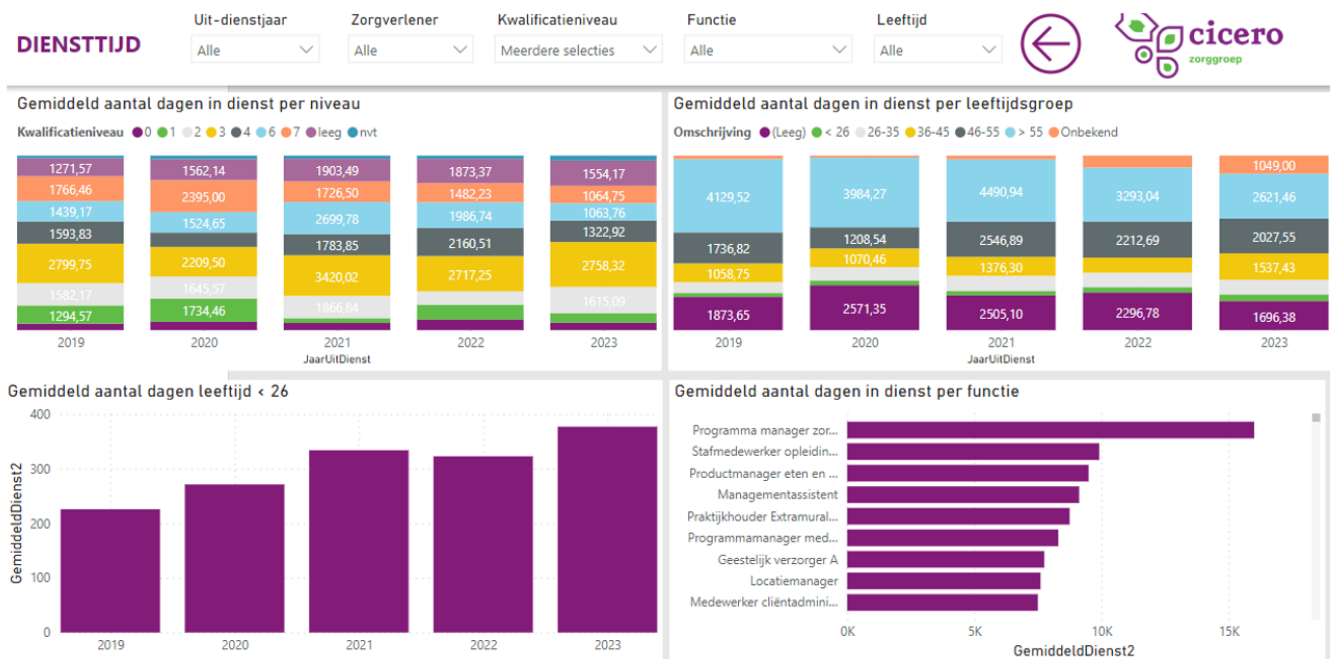 DIENSTTIJD
Uit-dienstjaar
Alle
Zorgverlener
Alle
Kwalificatieniveau
Meerdere selecties
Functie
Alle
Leeftijd
Alle
cicero
zorggroep
Gemiddeld aantal dagen in dienst per niveau
Kwalificatieniveau 0 1 2 3 4 6 7 leeg nvt
1271,57 1562,14 1903,49 1873,37 1554,17
1766,46 2395,00 1726,50 1482,23 1064,75
1439,17 1524,65 2699,78 1986,74 1063,76
1593,83 1783,85 2160,51 1322,92
2799,75 2209,50 3420,02 2717,25 2758,32
1582,17 1645,57 1866,84 1615,09
1294,57 1734,46
2019 2020 2021 2022 2023
JaarUitDienst
Gemiddeld aantal dagen in dienst per leeftijdsgroep
Omschrijving (Leeg) < 26 26-35 36-45 46-55 > 55 Onbekend
1049,00
4129,52 3984,27 4490,94 3293,04 2621,46
1736,82 1208,54 2546,89 2212,69 2027,55
1058,75 1070,46 1376,30 1537,43
1873,65 2571,35 2505,10 2296,78 1696,38
2019 2020 2021 2022 2023
JaarUitDienst
Gemiddeld aantal dagen leeftijd < 26
GemiddeldDienst2
400
300
200
100
0
2019 2020 2021 2022 2023
Gemiddeld aantal dagen in dienst per functie
Programma manager zor...
Stafmedewerker opleidin...
Productmanager eten en ...
Managementassistent
Praktijkhouder Extramural...
Programmamanager med...
Geestelijk verzorger A
Locatiemanager
Medewerker cliëntadmini...
0K 5K 10K 15K
GemiddeldDienst2